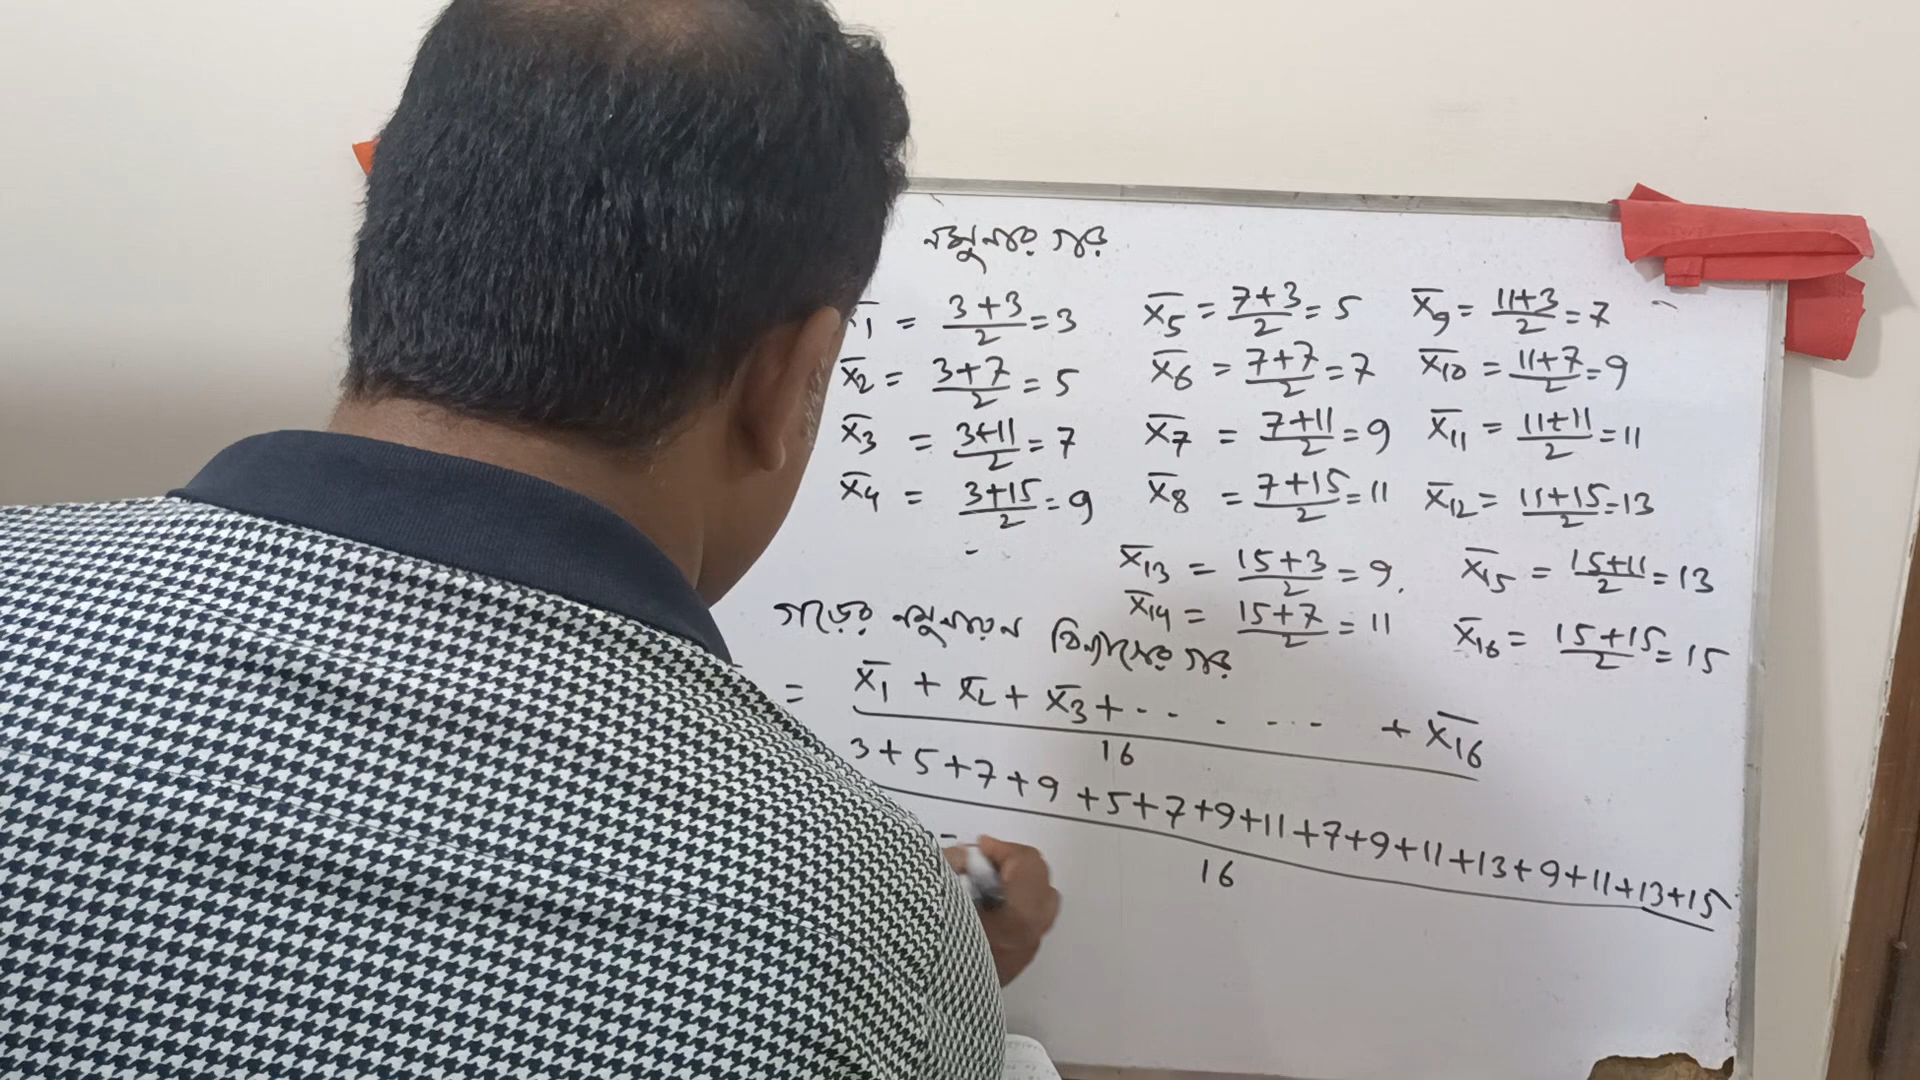 নমুনার গড়
x̄1 = (3+3)/2 = 3
x̄2 = (3+7)/2 = 5
x̄3 = (3+11)/2 = 7
x̄4 = (3+15)/2 = 9
x̄5 = (7+3)/2 = 5
x̄6 = (7+7)/2 = 7
x̄7 = (7+11)/2 = 9
x̄8 = (7+15)/2 = 11
x̄9 = (11+3)/2 = 7
x̄10 = (11+7)/2 = 9
x̄11 = (11+11)/2 = 11
x̄12 = (11+15)/2 = 13
x̄13 = (15+3)/2 = 9.
x̄14 = (15+7)/2 = 11
x̄15 = (15+11)/2 = 13
x̄16 = (15+15)/2 = 15
গড়ের নমুনায়ন বিন্যাসের গড়
= (x̄1 + x̄2 + x̄3 + ....... + x̄16)/16
(3+5+7+9+5+7+9+11+7+9+11+13+9+11+13+15)/16